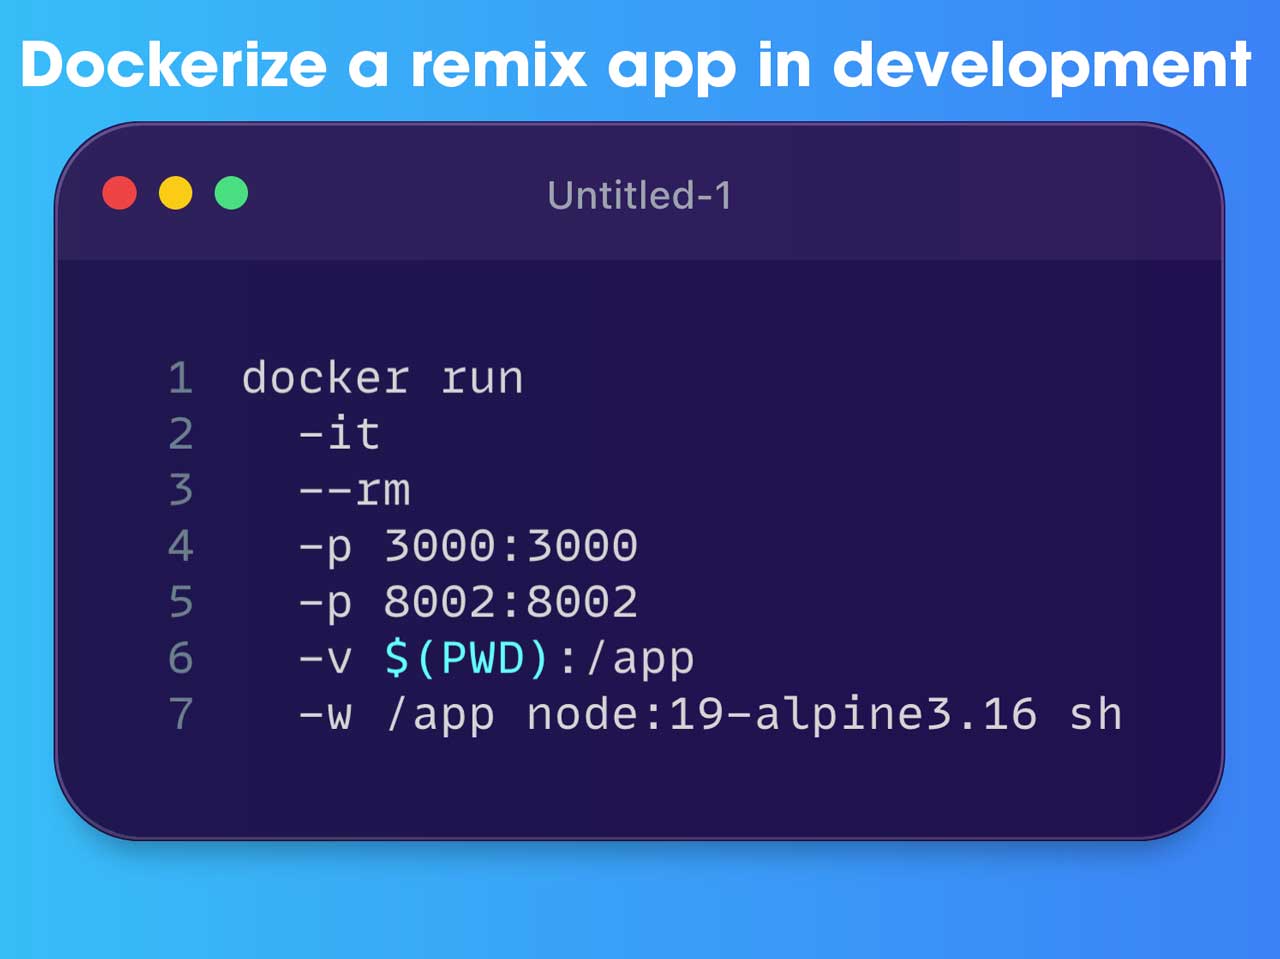 Dockerize a remix app in development
Untitled-1
1 docker run
2   -it
3   --rm
4   -p 3000:3000
5   -p 8002:8002
6   -v $(PWD):/app
7   -w /app node:19-alpine3.16 sh